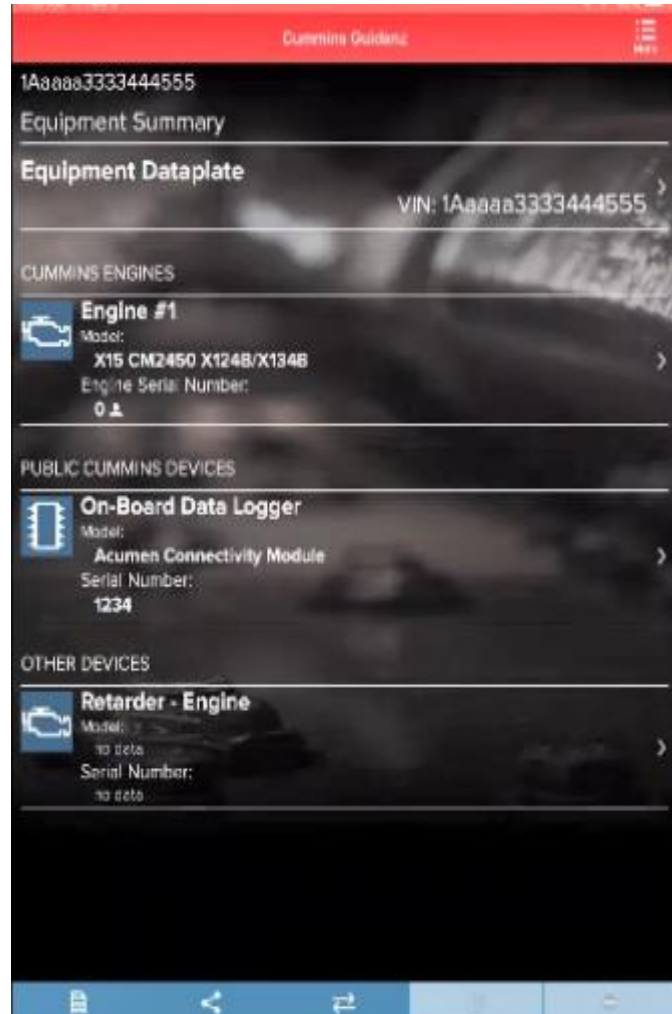 Cummins Guidanz
1Aaaaa3333444555
Equipment Summary
Equipment Dataplate
VIN: 1Aaaaa3333444555
CUMMINS ENGINES
Engine #1
Model:
X15 CM2450 X124B/X134B
Engine Serial Number:
0
PUBLIC CUMMINS DEVICES
On-Board Data Logger
Model:
Acumen Connectivity Module
Serial Number:
1234
OTHER DEVICES
Retarder - Engine
Model:
no data
Serial Number:
no data